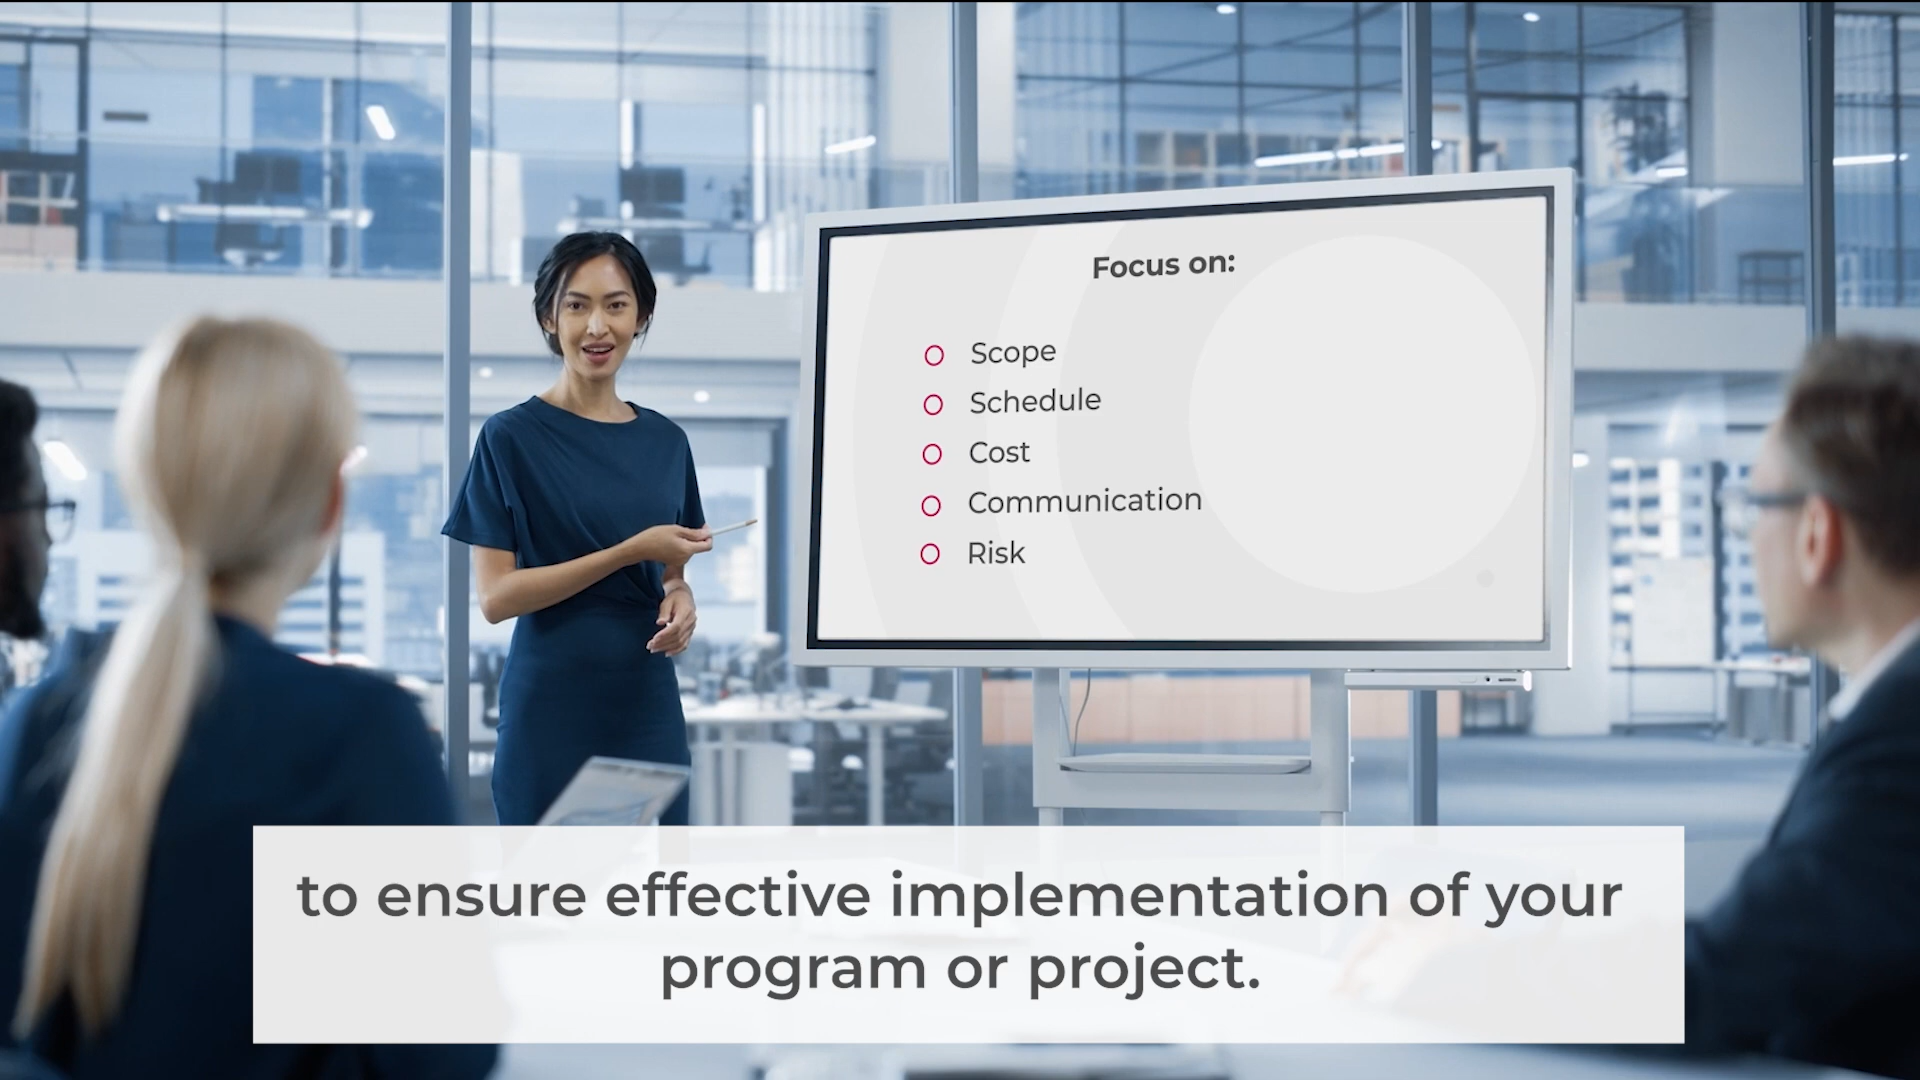 Focus on:
Scope
Schedule
Cost
Communication
Risk
to ensure effective implementation of your
program or project.